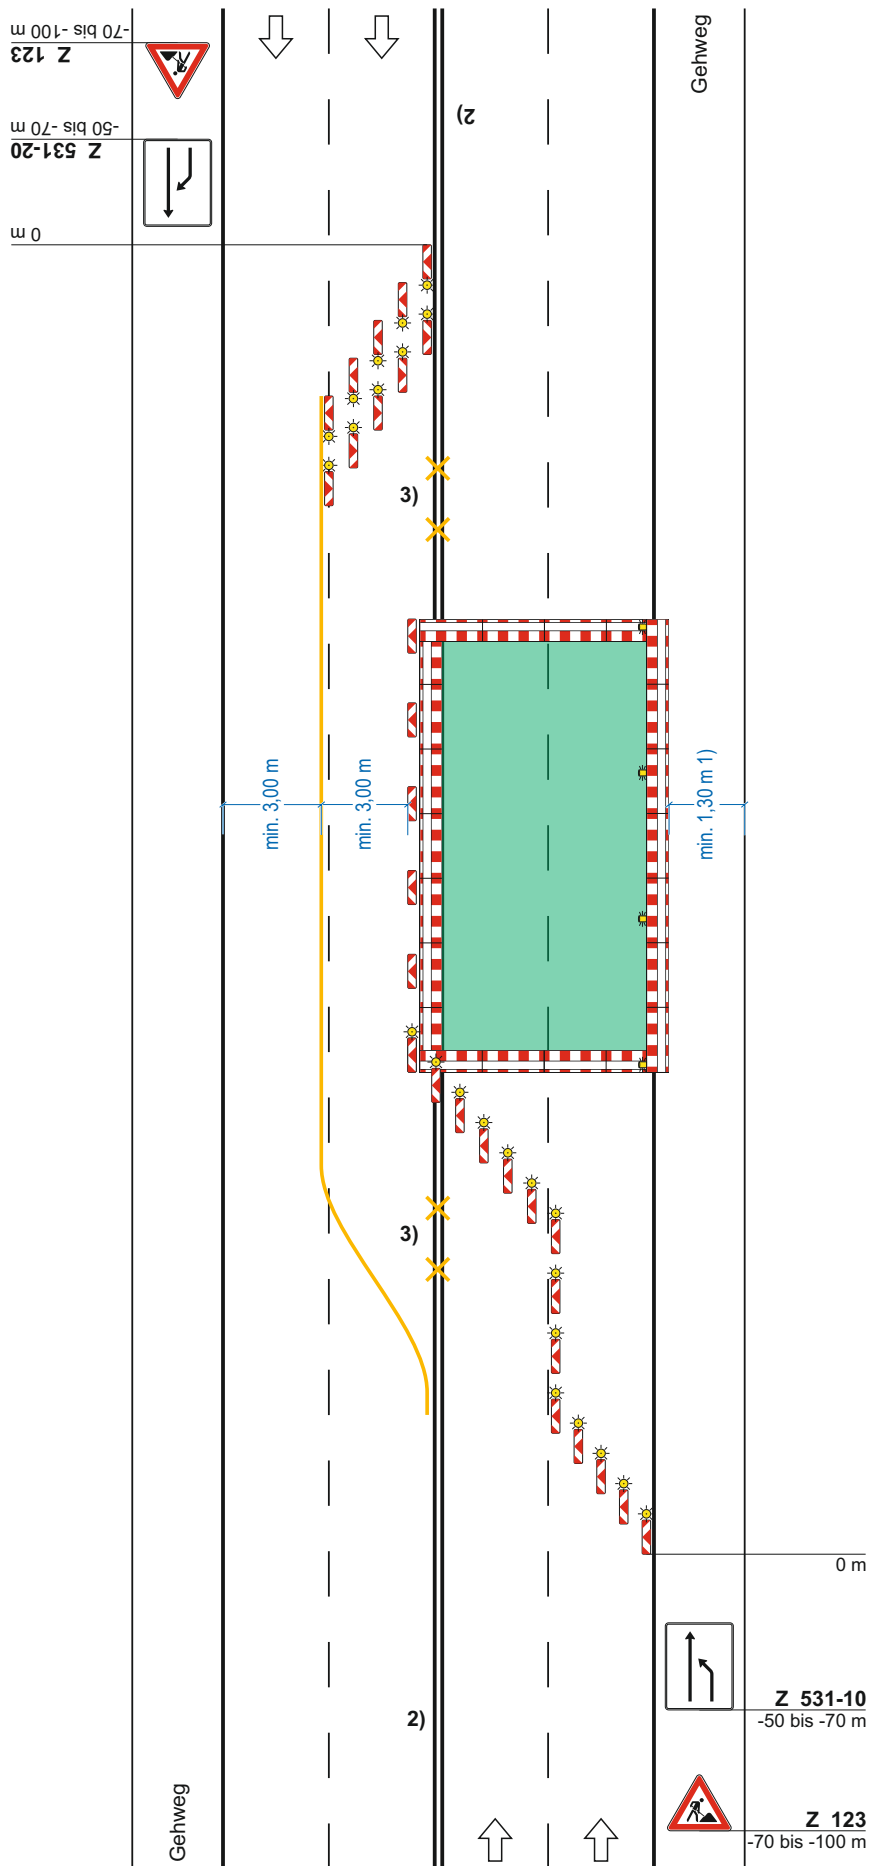 -70 bis -100 m
Z 123
Gehweg
2)
-50 bis -70 m
Z 531-20
0 m
3)
min. 3,00 m
min. 3,00 m
min. 1,30 m 1)
3)
0 m
Z 531-10
-50 bis -70 m
2)
Z 123
-70 bis -100 m
Gehweg